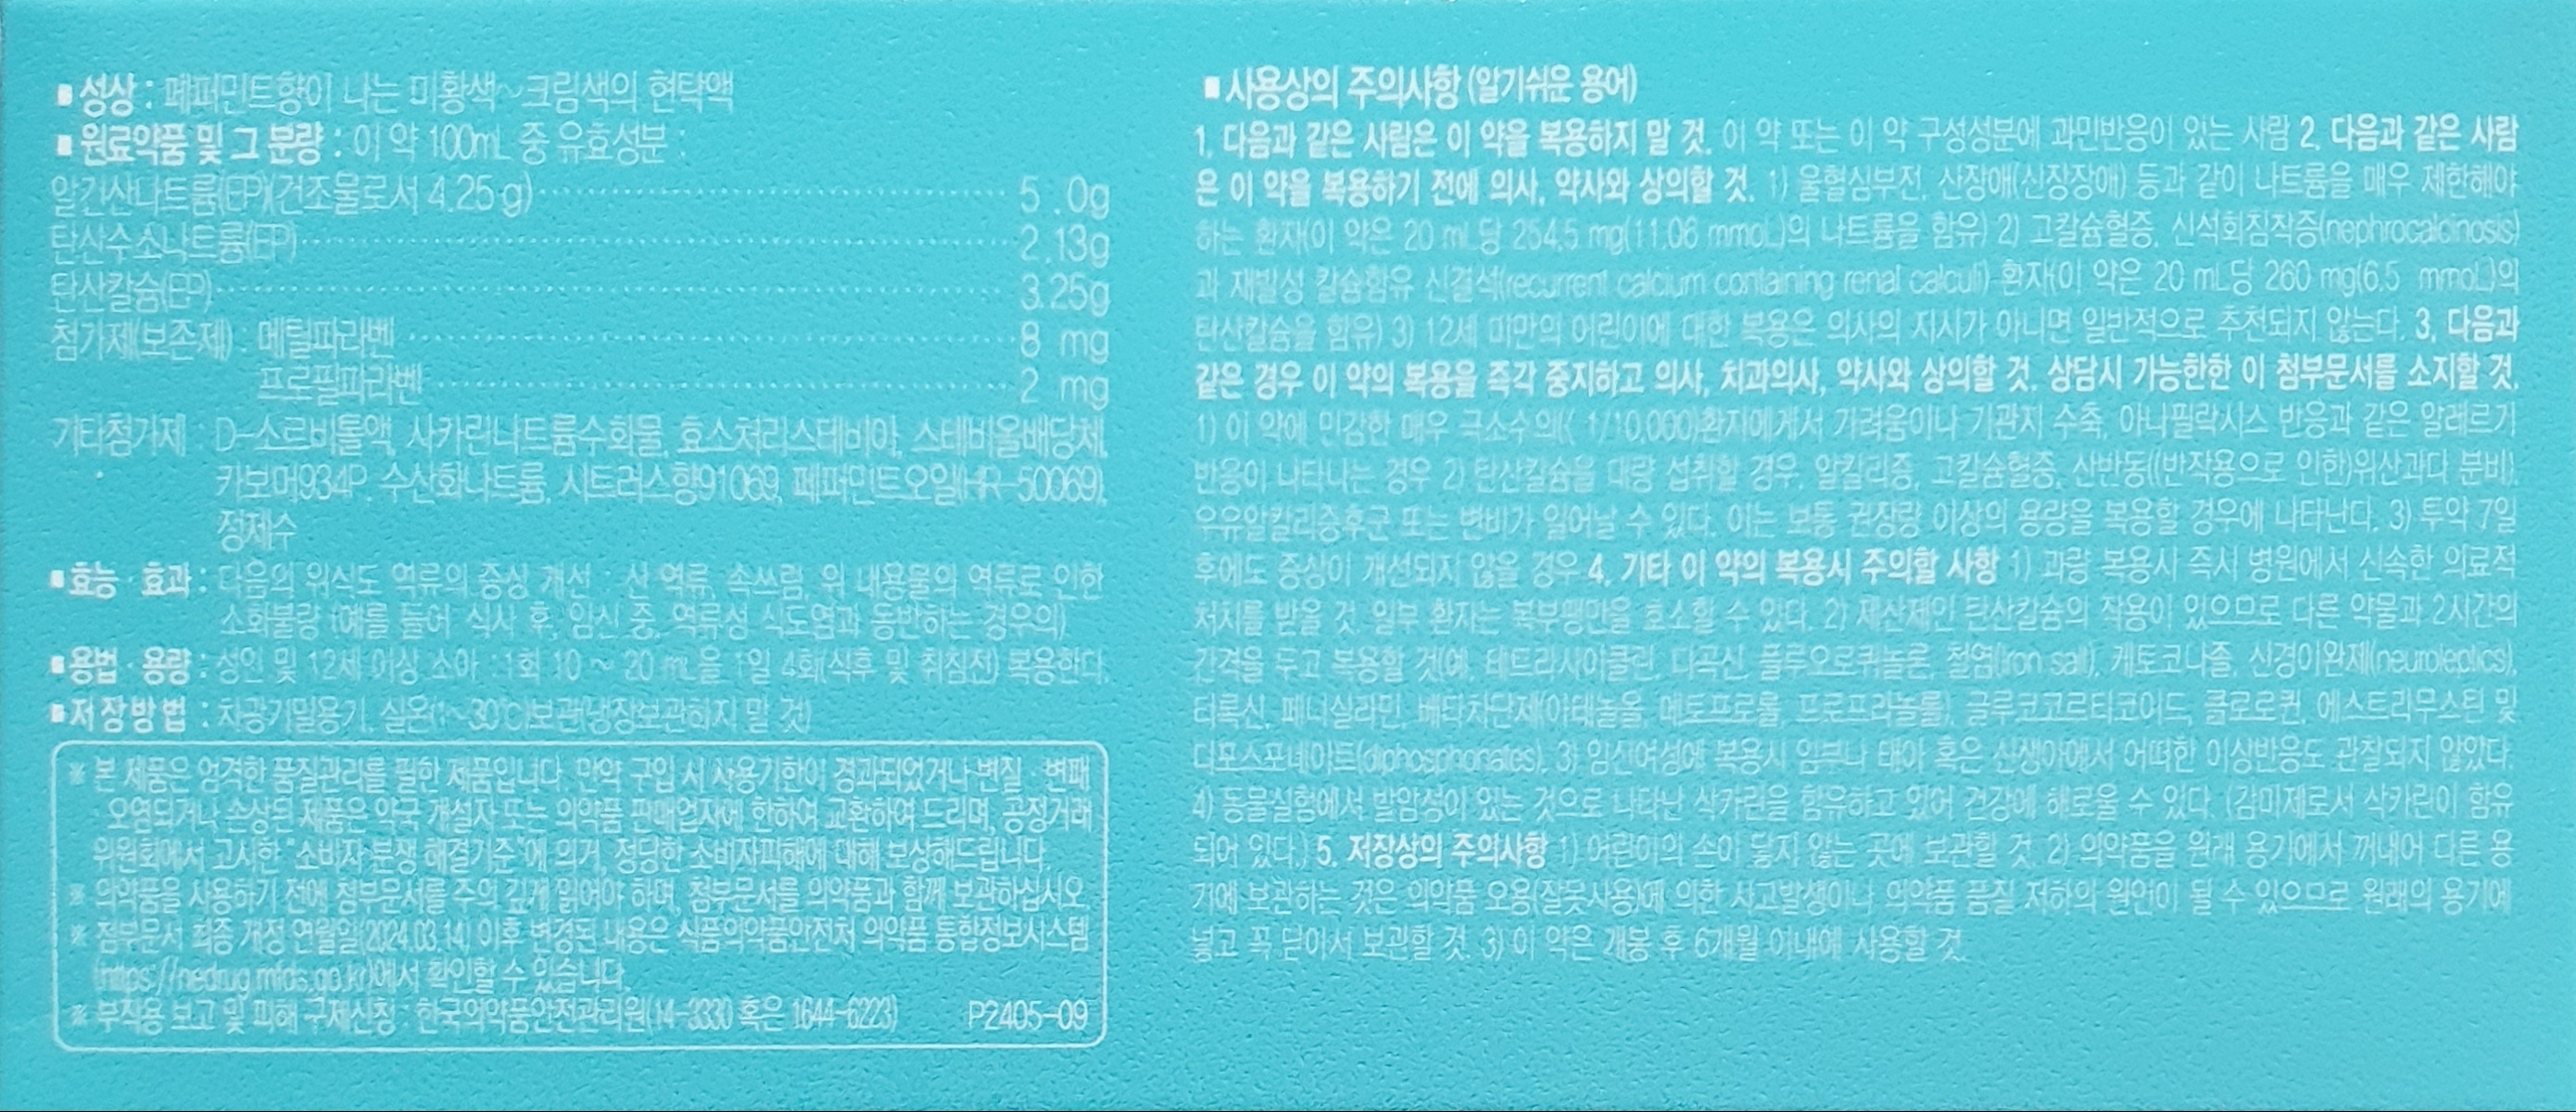 ■ 성상 : 페퍼민트향이 나는 미황색~크림색의 현탁액
■ 원료약품 및 그 분량 : 이 약 100mL 중 유효성분 :
알긴산나트륨(EP)(건조물로서 4.25 g) 5.0g
탄산수소나트륨(EP) 2.13g
탄산칼슘(EP) 3.25g
첨가제(보존제) : 메틸파라벤 8 mg
프로필파라벤 2 mg
기타첨가제 : D-소르비톨액, 사카린나트륨수화물, 효소처리스테비아, 스테비올배당체,
카보머934P, 수산화나트륨, 시트러스향91069, 페퍼민트오일(HR-50069),
정제수
■ 효능·효과 : 다음의 위식도 역류의 증상 개선 : 산 역류, 속쓰림, 위 내용물의 역류로 인한
소화불량 (예를 들어 식사 후, 임신 중, 역류성 식도염과 동반하는 경우의)
■ 용법·용량 : 성인 및 12세 이상 소아 : 1회 10 ~ 20 mL을 1일 4회(식후 및 취침전) 복용한다.
■ 저장방법 : 차광기밀용기, 실온(1~30℃)보관(냉장보관하지 말 것)
※ 본 제품은 엄격한 품질관리를 필한 제품입니다. 만약 구입 시 사용기한이 경과되었거나 변질·변패
오염되거나 손상된 제품은 약국 개설자 또는 의약품 판매업자에 한하여 교환하여 드리며, 공정거래
위원회에서 고시한 "소비자 분쟁 해결기준"에 의거, 정당한 소비자피해에 대해 보상해드립니다.
※ 의약품을 사용하기 전에 첨부문서를 주의 깊게 읽어야 하며, 첨부문서를 의약품과 함께 보관하십시오.
※ 첨부문서 최종 개정 연월일(2024.03.14) 이후 변경된 내용은 식품의약품안전처 의약품 통합정보시스템
(https://nedrug.mfds.go.kr)에서 확인할 수 있습니다.
※ 부작용 보고 및 피해 구제신청 : 한국의약품안전관리원(14-3330 혹은 1644-6223) P2405-09
■ 사용상의 주의사항 (알기쉬운 용어)
1. 다음과 같은 사람은 이 약을 복용하지 말 것. 이 약 또는 이 약 구성성분에 과민반응이 있는 사람 2. 다음과 같은 사람
은 이 약을 복용하기 전에 의사, 약사와 상의할 것. 1) 울혈심부전, 신장애(신장장애) 등과 같이 나트륨을 매우 제한해야
하는 환자(이 약은 20 mL당 254.5 mg(11.06 mmoL)의 나트륨을 함유) 2) 고칼슘혈증, 신석회침착증(nephrocalcinosis)
과 재발성 칼슘함유 신결석(recurrent calcium containing renal calculi) 환자(이 약은 20 mL당 260 mg(6.5 mmoL)의
탄산칼슘을 함유) 3) 12세 미만의 어린이에 대한 복용은 의사의 지시가 아니면 일반적으로 추천되지 않는다. 3. 다음과
같은 경우 이 약의 복용을 즉각 중지하고 의사, 치과의사, 약사와 상의할 것. 상담시 가능한한 이 첨부문서를 소지할 것.
1) 이 약에 민감한 매우 극소수의(〈 1/10,000)환자에게서 가려움이나 기관지 수축, 아나필락시스 반응과 같은 알레르기
반응이 나타나는 경우 2) 탄산칼슘을 대량 섭취할 경우, 알칼리증, 고칼슘혈증, 산반동((반작용으로 인한)위산과다 분비),
우유알칼리증후군 또는 변비가 일어날 수 있다. 이는 보통 권장량 이상의 용량을 복용할 경우에 나타난다. 3) 투약 7일
후에도 증상이 개선되지 않을 경우 4. 기타 이 약의 복용시 주의할 사항 1) 과량 복용시 즉시 병원에서 신속한 의료적
처치를 받을 것. 일부 환자는 복부팽만을 호소할 수 있다. 2) 제산제인 탄산칼슘의 작용이 있으므로 다른 약물과 2시간의
간격을 두고 복용할 것(예, 테트라사이클린, 디곡신, 플루오로퀴놀론, 철염(iron salt), 케토코나졸, 신경이완제(neuroleptics),
티록신, 페니실라민, 베타차단제(아테놀올, 메토프로롤, 프로프라놀롤), 글루코코르티코이드, 클로로퀸, 에스트라무스틴 및
디포스포네이트(diphosphonates). 3) 임신여성에 복용시 임부나 태아 혹은 신생아에서 어떠한 이상반응도 관찰되지 않았다.
4) 동물실험에서 발암성이 있는 것으로 나타난 삭카린을 함유하고 있어 건강에 해로울 수 있다. (감미제로서 삭카린이 함유
되어 있다.) 5. 저장상의 주의사항 1) 어린이의 손이 닿지 않는 곳에 보관할 것. 2) 의약품을 원래 용기에서 꺼내어 다른 용
기에 보관하는 것은 의약품 오용(잘못사용)에 의한 사고발생이나 의약품 품질 저하의 원인이 될 수 있으므로 원래의 용기에
넣고 꼭 닫아서 보관할 것. 3) 이 약은 개봉 후 6개월 이내에 사용할 것.